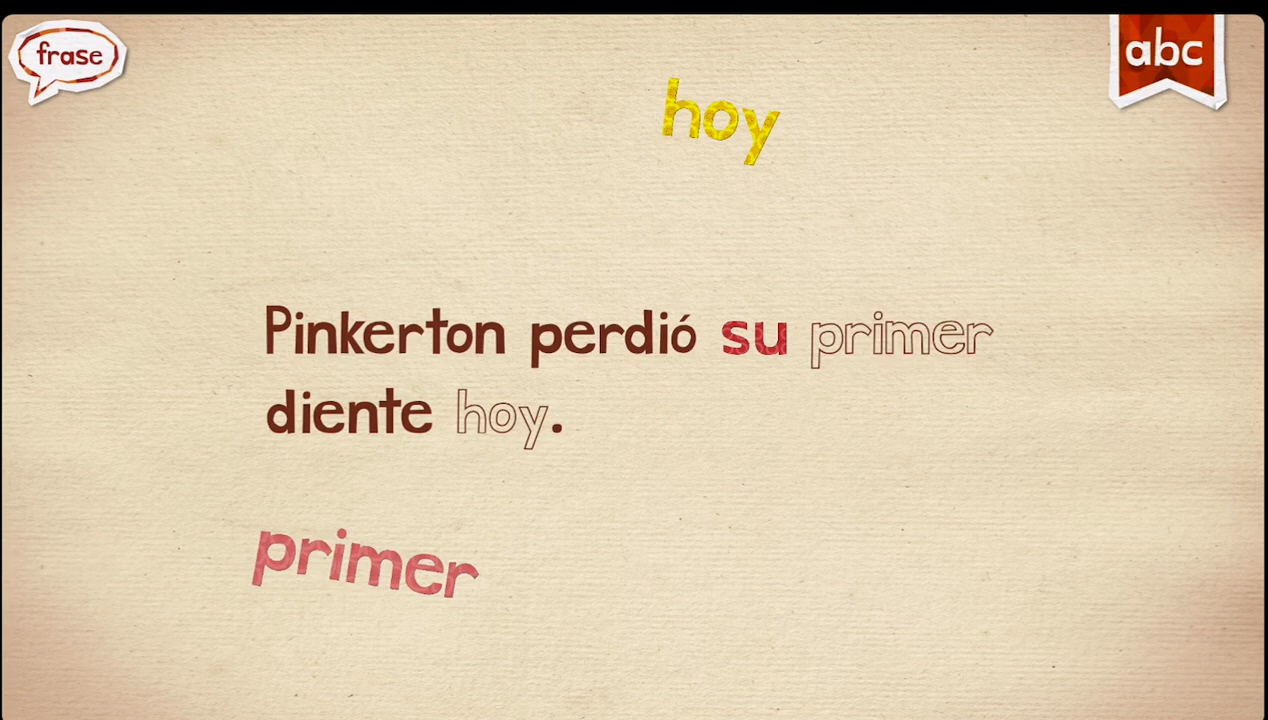 frase
abc
hoy
Pinkerton perdió su primer
diente hoy.
primer